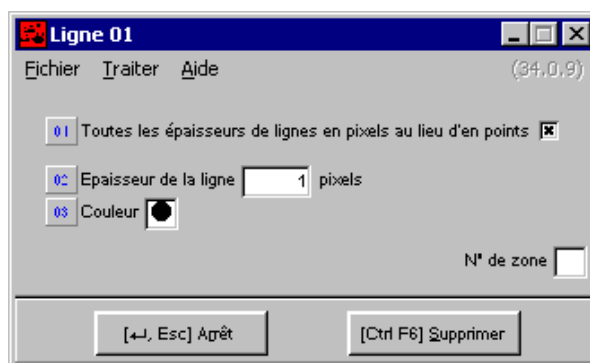 Ligne 01
Fichier Traiter Aide (34.0.9)
01 Toutes les épaisseurs de lignes en pixels au lieu d'en points
02 Epaisseur de la ligne 1 pixels
03 Couleur
N° de zone
[↵, Esc] Arrêt [Ctrl F6] Supprimer